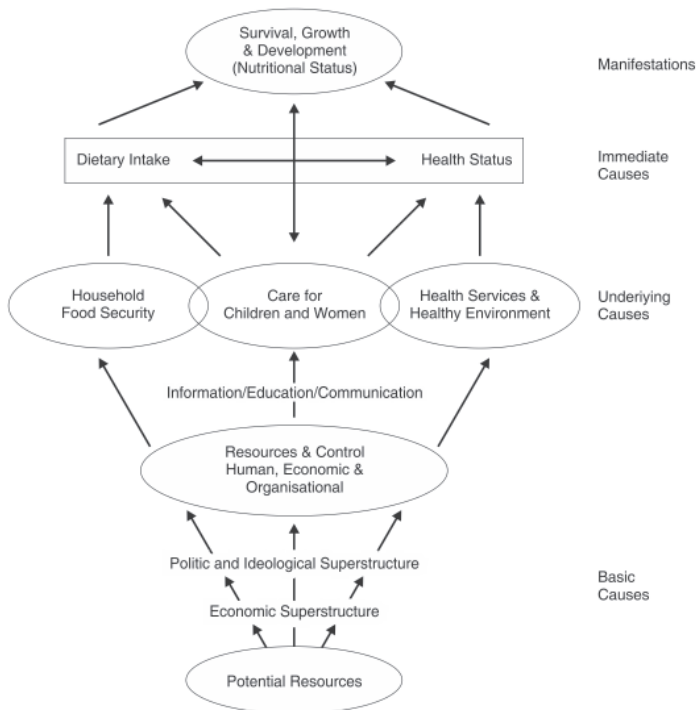 Survival, Growth
& Development
(Nutritional Status)
Manifestations
Dietary Intake
Health Status
Immediate
Causes
Household
Food Security
Care for
Children and Women
Health Services &
Healthy Environment
Underiying
Causes
Information/Education/Communication
Resources & Control
Human, Economic &
Organisational
Politic and Ideological Superstructure
Economic Superstructure
Basic
Causes
Potential Resources